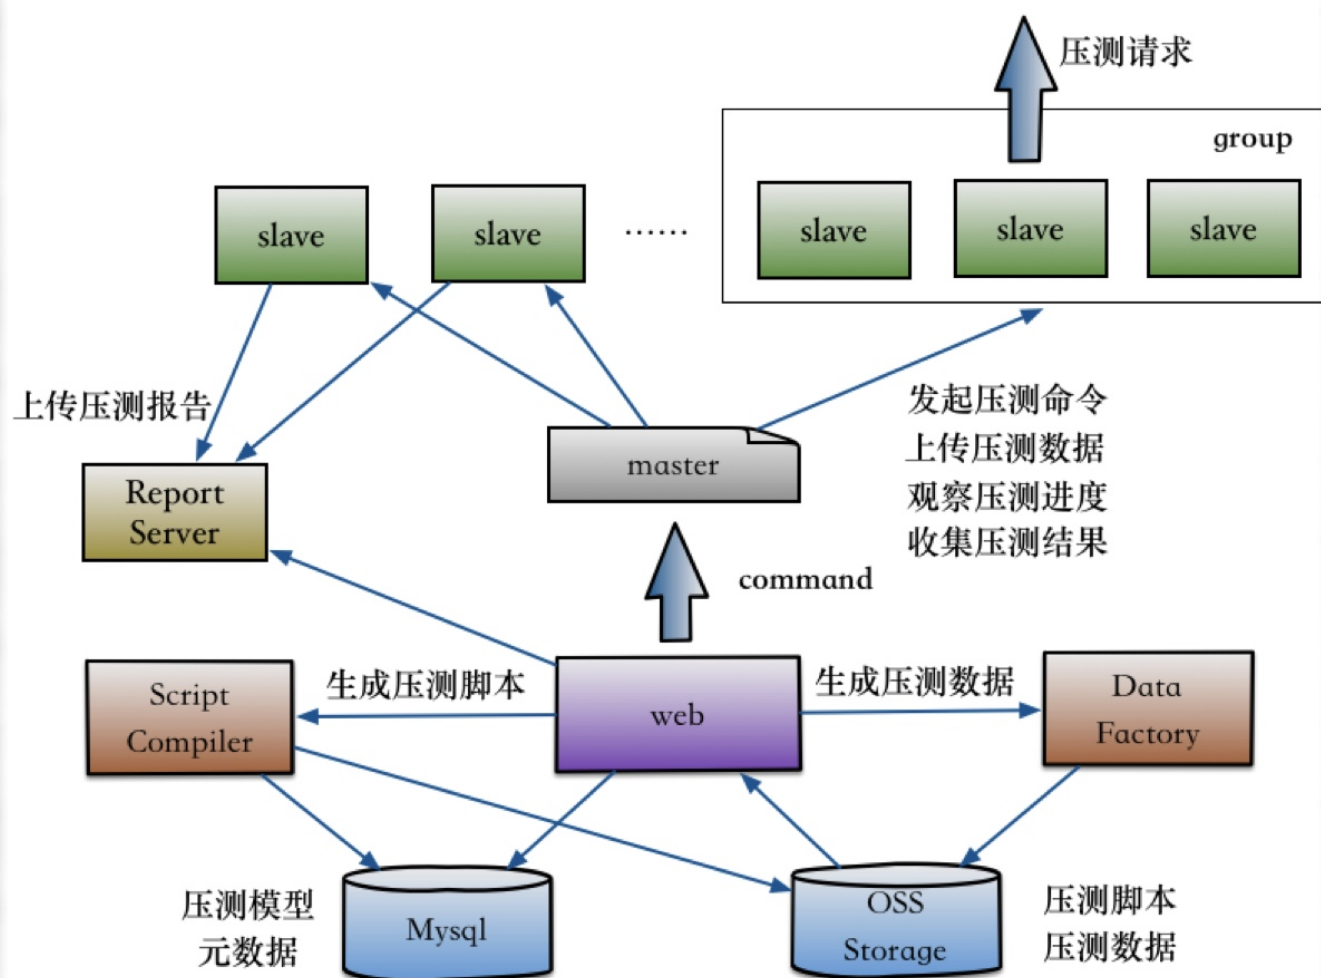 压测请求
group
slave
slave
……
slave
slave
slave
上传压测报告
发起压测命令
上传压测数据
观察压测进度
收集压测结果
master
Report
Server
command
Script
Compiler
生成压测脚本
web
生成压测数据
Data
Factory
压测模型
元数据
Mysql
OSS
Storage
压测脚本
压测数据